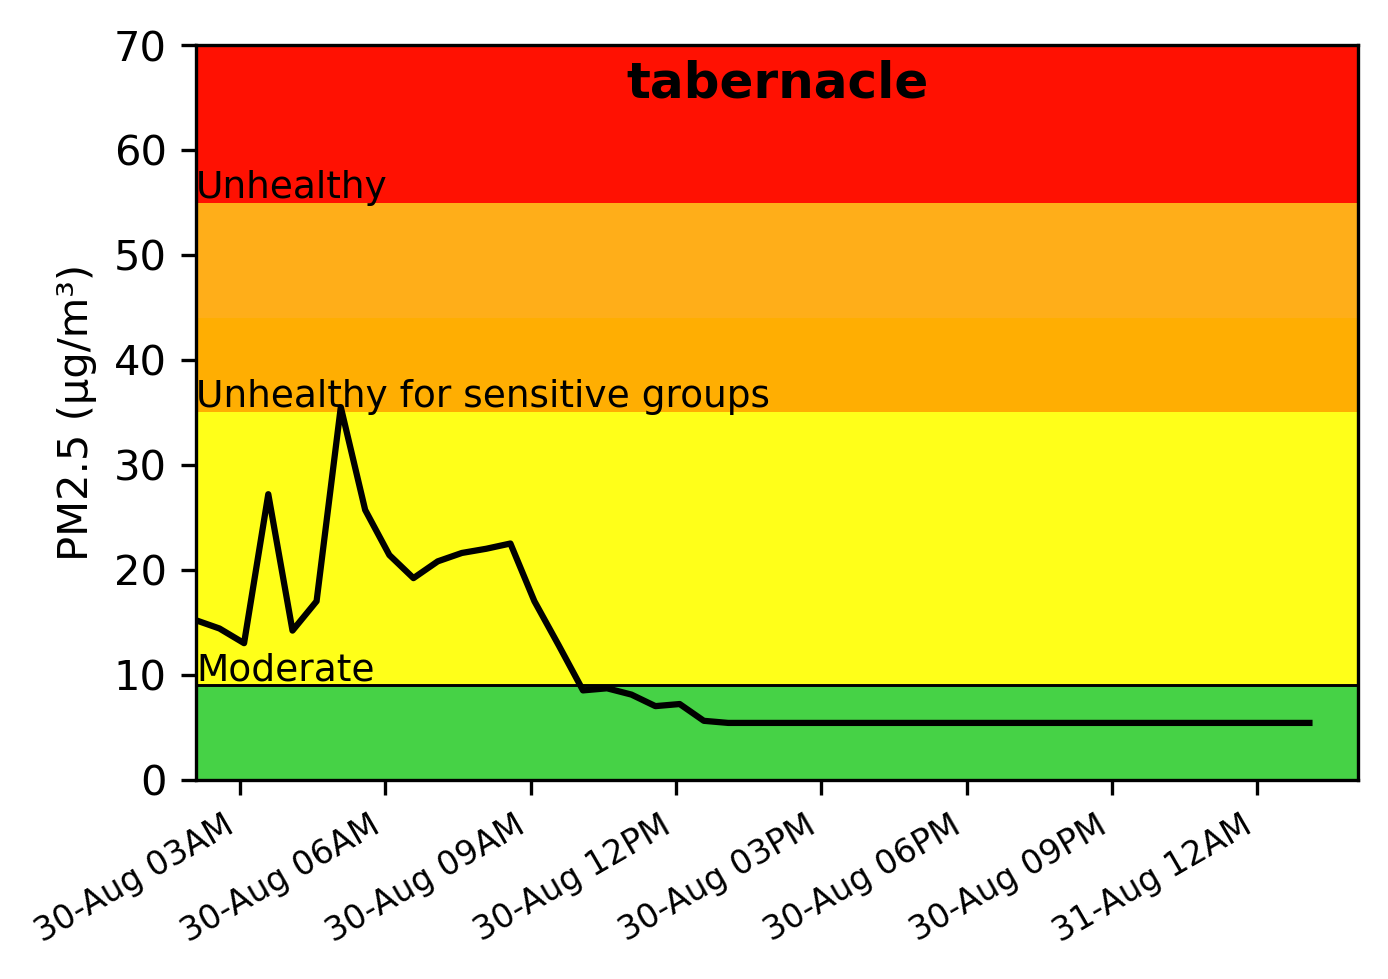 tabernacle
70
60
50
40
30
20
10
0
PM2.5 (µg/m³)
Unhealthy
Unhealthy for sensitive groups
Moderate
30-Aug 03AM
30-Aug 06AM
30-Aug 09AM
30-Aug 12PM
30-Aug 03PM
30-Aug 06PM
30-Aug 09PM
31-Aug 12AM